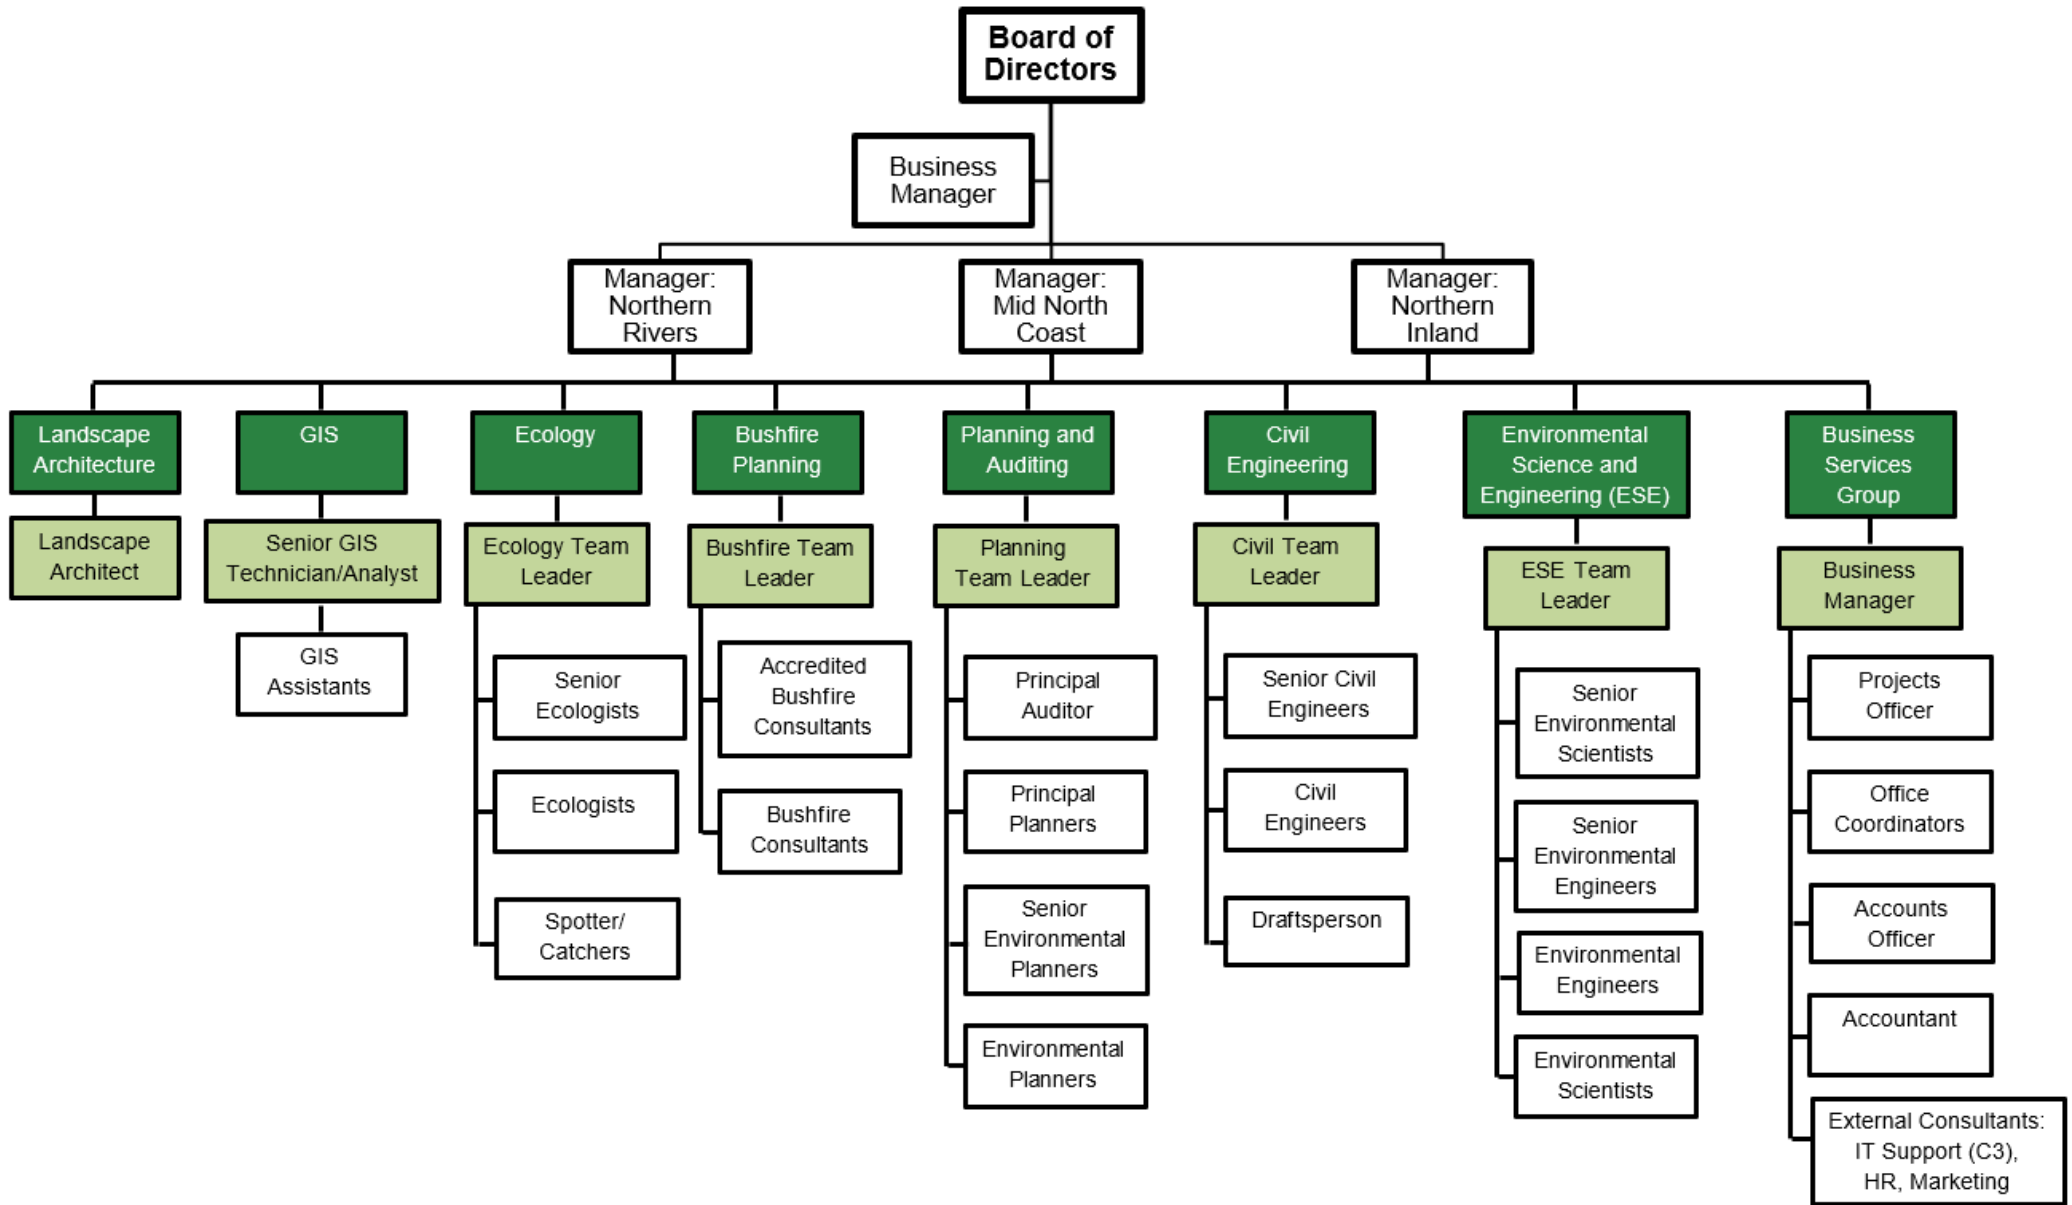 Board of
Directors
Business
Manager
Manager:
Northern
Rivers
Manager:
Mid North
Coast
Manager:
Northern
Inland
Landscape
Architecture
GIS
Ecology
Bushfire
Planning
Planning and
Auditing
Civil
Engineering
Environmental
Science and
Engineering (ESE)
Business
Services
Group
Landscape
Architect
Senior GIS
Technician/Analyst
Ecology Team
Leader
Bushfire Team
Leader
Planning
Team Leader
Civil Team
Leader
ESE Team
Leader
Business
Manager
GIS
Assistants
Senior
Ecologists
Ecologists
Spotter/
Catchers
Accredited
Bushfire
Consultants
Bushfire
Consultants
Principal
Auditor
Principal
Planners
Senior
Environmental
Planners
Environmental
Planners
Senior Civil
Engineers
Civil
Engineers
Draftsperson
Senior
Environmental
Scientists
Senior
Environmental
Engineers
Environmental
Engineers
Environmental
Scientists
Projects
Officer
Office
Coordinators
Accounts
Officer
Accountant
External Consultants:
IT Support (C3),
HR, Marketing